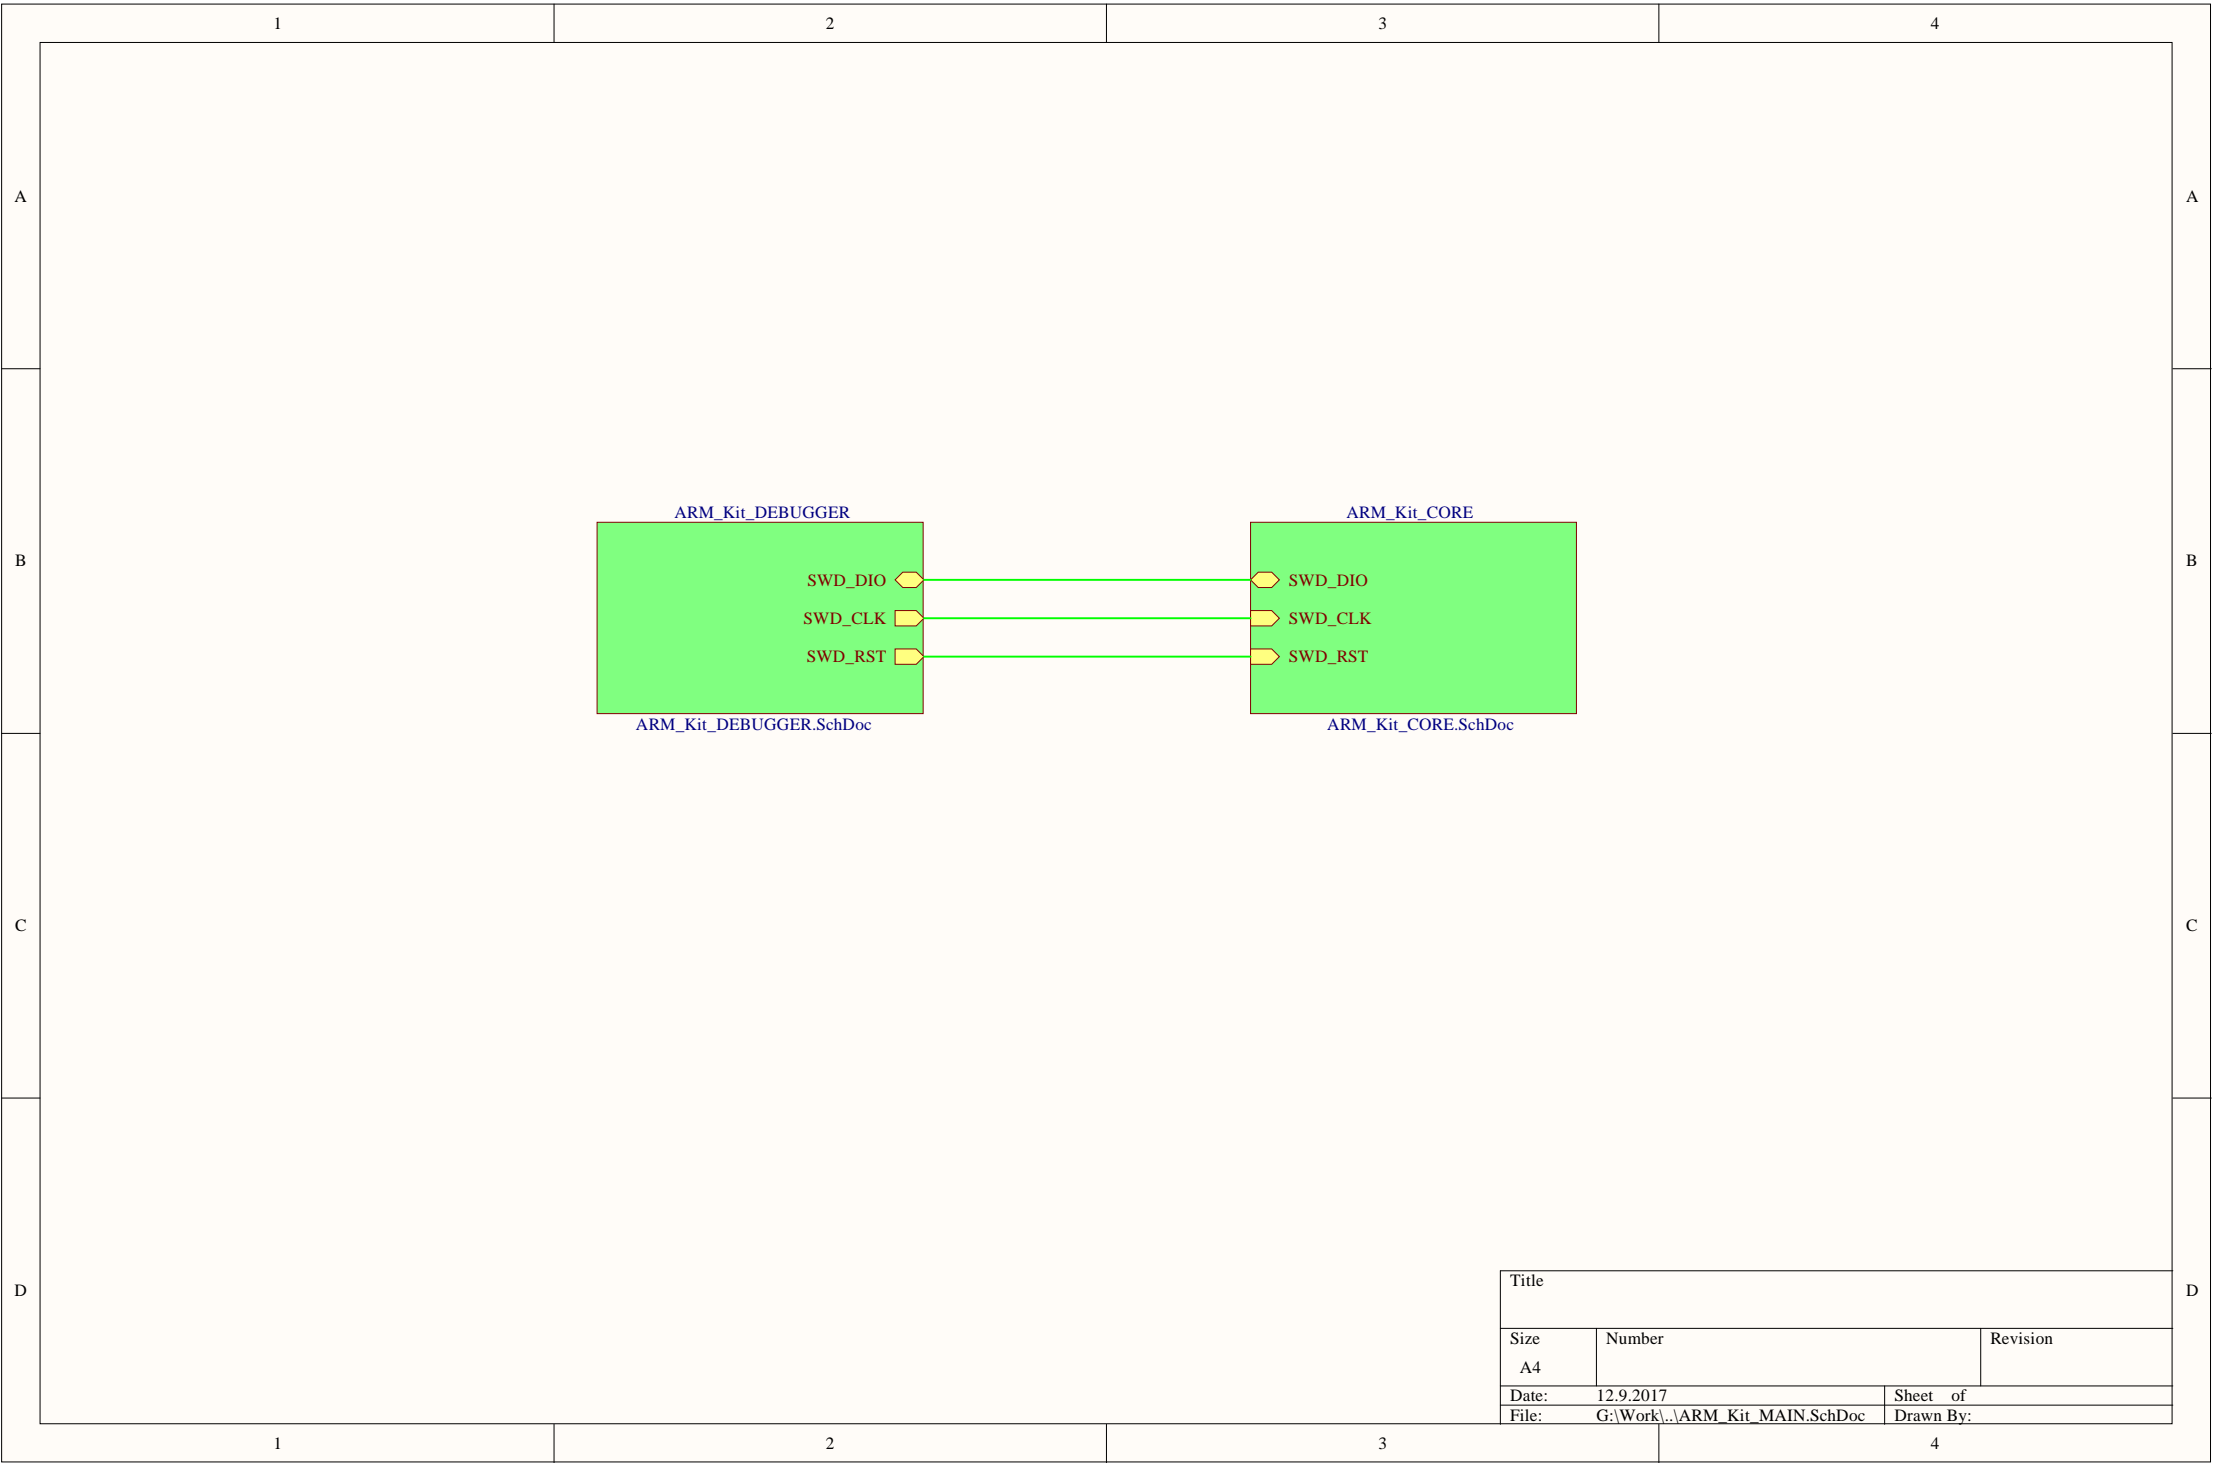 1 2 3 4
A A
ARM_Kit_DEBUGGER ARM_Kit_CORE
B B
SWD_DIO SWD_DIO
SWD_CLK SWD_CLK
SWD_RST SWD_RST
ARM_Kit_DEBUGGER.SchDoc ARM_Kit_CORE.SchDoc
C C
D D
Title
Size Number Revision
A4
Date: 12.9.2017 Sheet of
File: G:\Work\..\ARM_Kit_MAIN.SchDoc Drawn By:
1 2 3 4